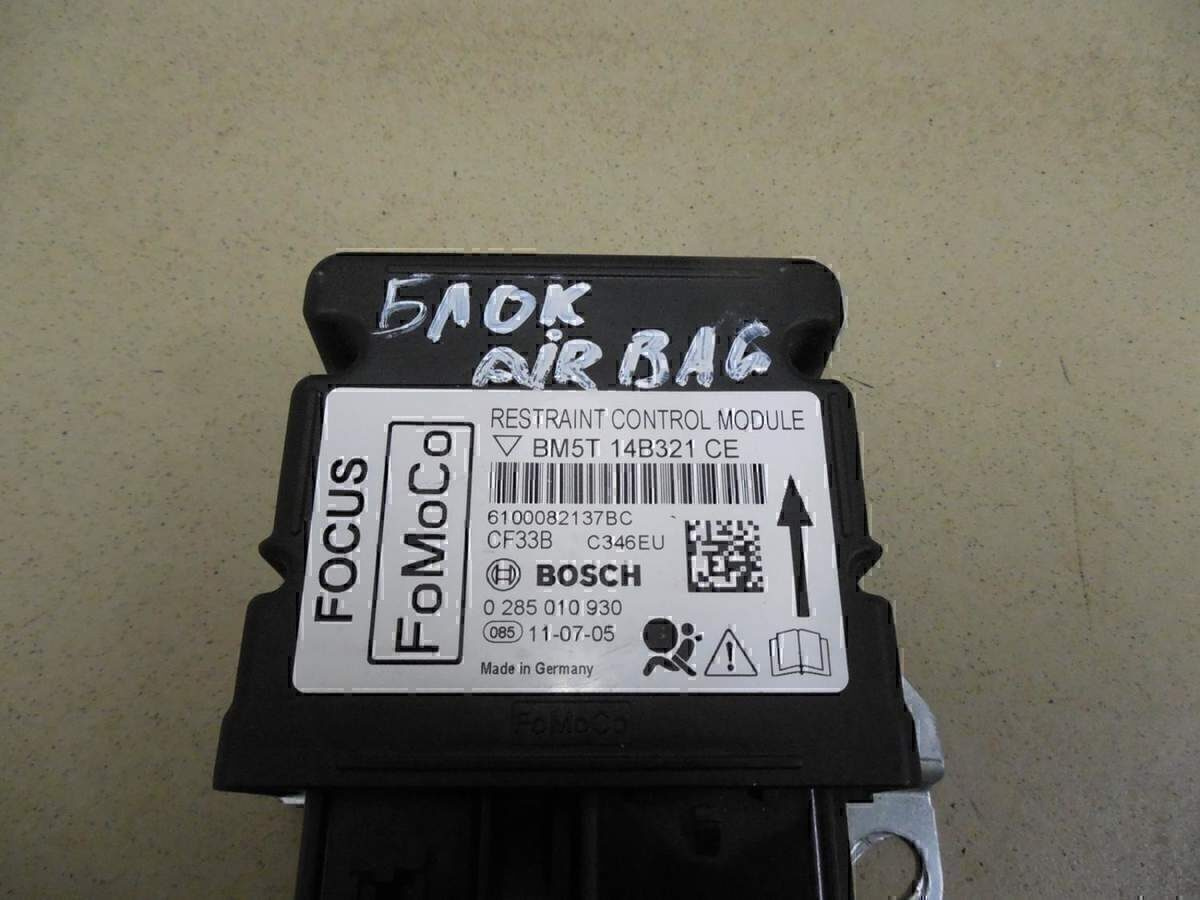 БЛОК
AIR BAG
RESTRAINT CONTROL MODULE
BM5T 14B321 CE
6100082137BC
CF33B C346EU
BOSCH
0 285 010 930
085 11-07-05
Made in Germany
FOCUS
FoMoCo
FoMoCo